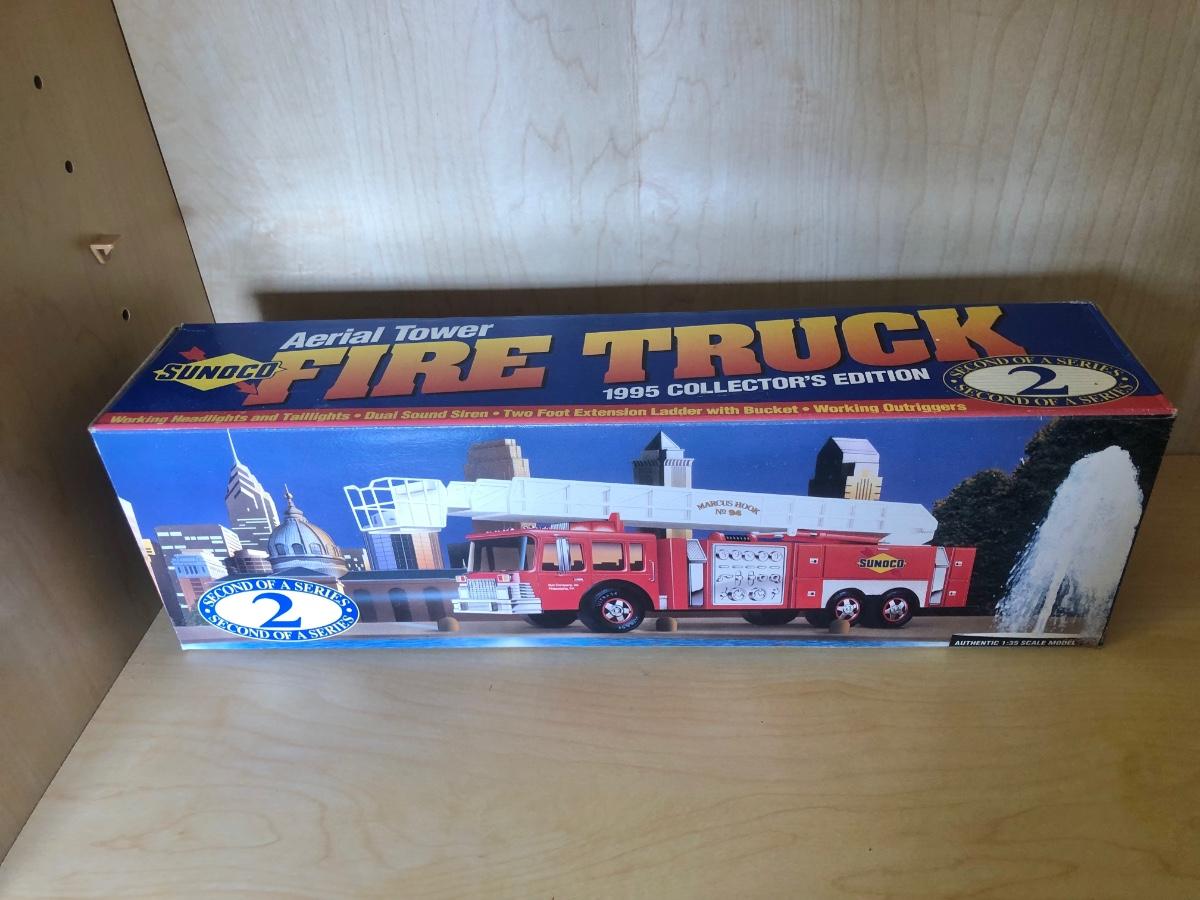 Aerial Tower
SUNOCO
FIRE TRUCK
1995 COLLECTOR'S EDITION
SECOND OF A SERIES
2
SECOND OF A SERIES
Working Headlights and Taillights • Dual Sound Siren • Two Foot Extension Ladder with Bucket • Working Outriggers
MARCUS HOOK
No 94
SUNOCO
SECOND OF A SERIES
2
SECOND OF A SERIES
AUTHENTIC 1:35 SCALE MODEL